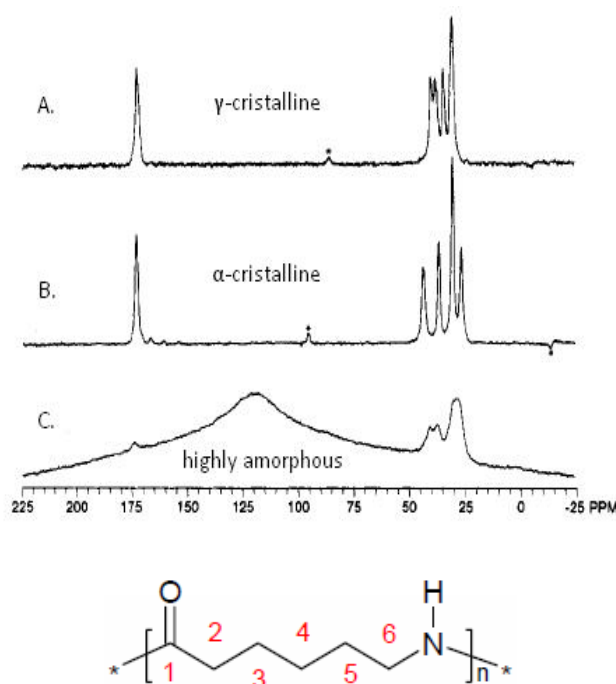 A.
γ-cristalline
*
B.
α-cristalline
*
*
C.
highly amorphous
225 200 175 150 125 100 75 50 25 -25 PPM
O
H
2 4 6
N
* [ 1 3 5 ]n *